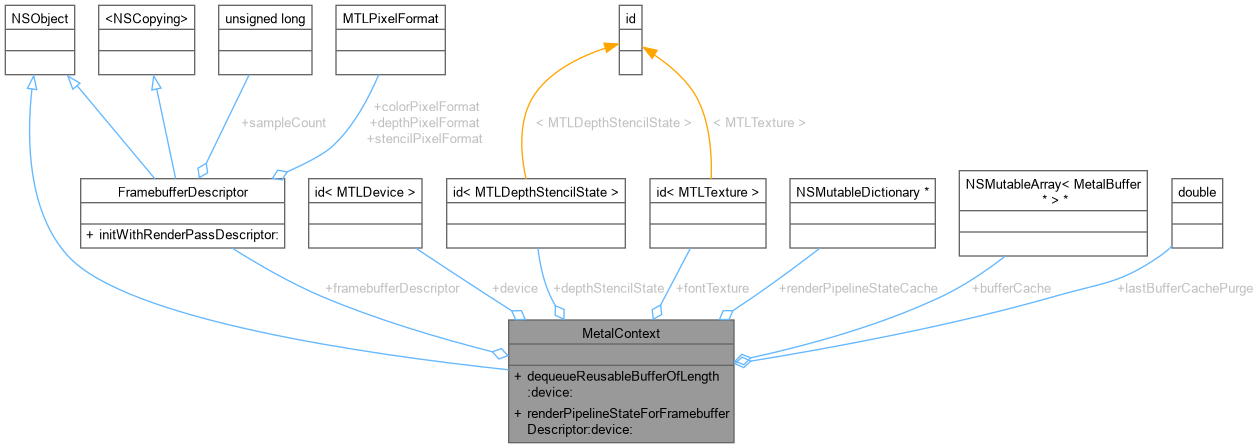 NSObject
<NSCopying>
unsigned long
MTLPixelFormat
id
+sampleCount
+colorPixelFormat
+depthPixelFormat
+stencilPixelFormat
< MTLDepthStencilState >
< MTLTexture >
FramebufferDescriptor
+ initWithRenderPassDescriptor:
id< MTLDevice >
id< MTLDepthStencilState >
id< MTLTexture >
NSMutableDictionary *
NSMutableArray< MetalBuffer
* > *
double
+framebufferDescriptor
+device
+depthStencilState
+fontTexture
+renderPipelineStateCache
+bufferCache
+lastBufferCachePurge
MetalContext
+ dequeueReusableBufferOfLength
:device:
+ renderPipelineStateForFramebuffer
Descriptor:device: